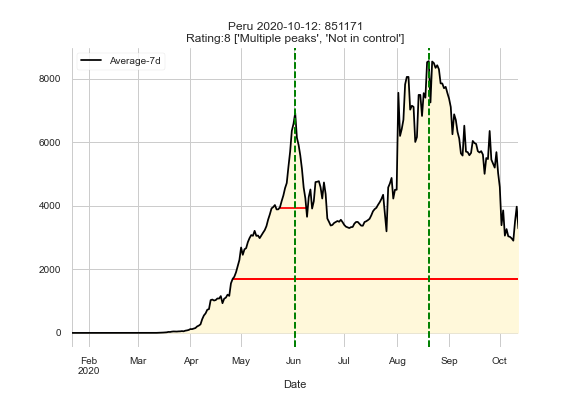 Peru 2020-10-12: 851171
Rating:8 ['Multiple peaks', 'Not in control']
Average-7d
8000
6000
4000
2000
0
Feb Mar Apr May Jun Jul Aug Sep Oct
2020
Date